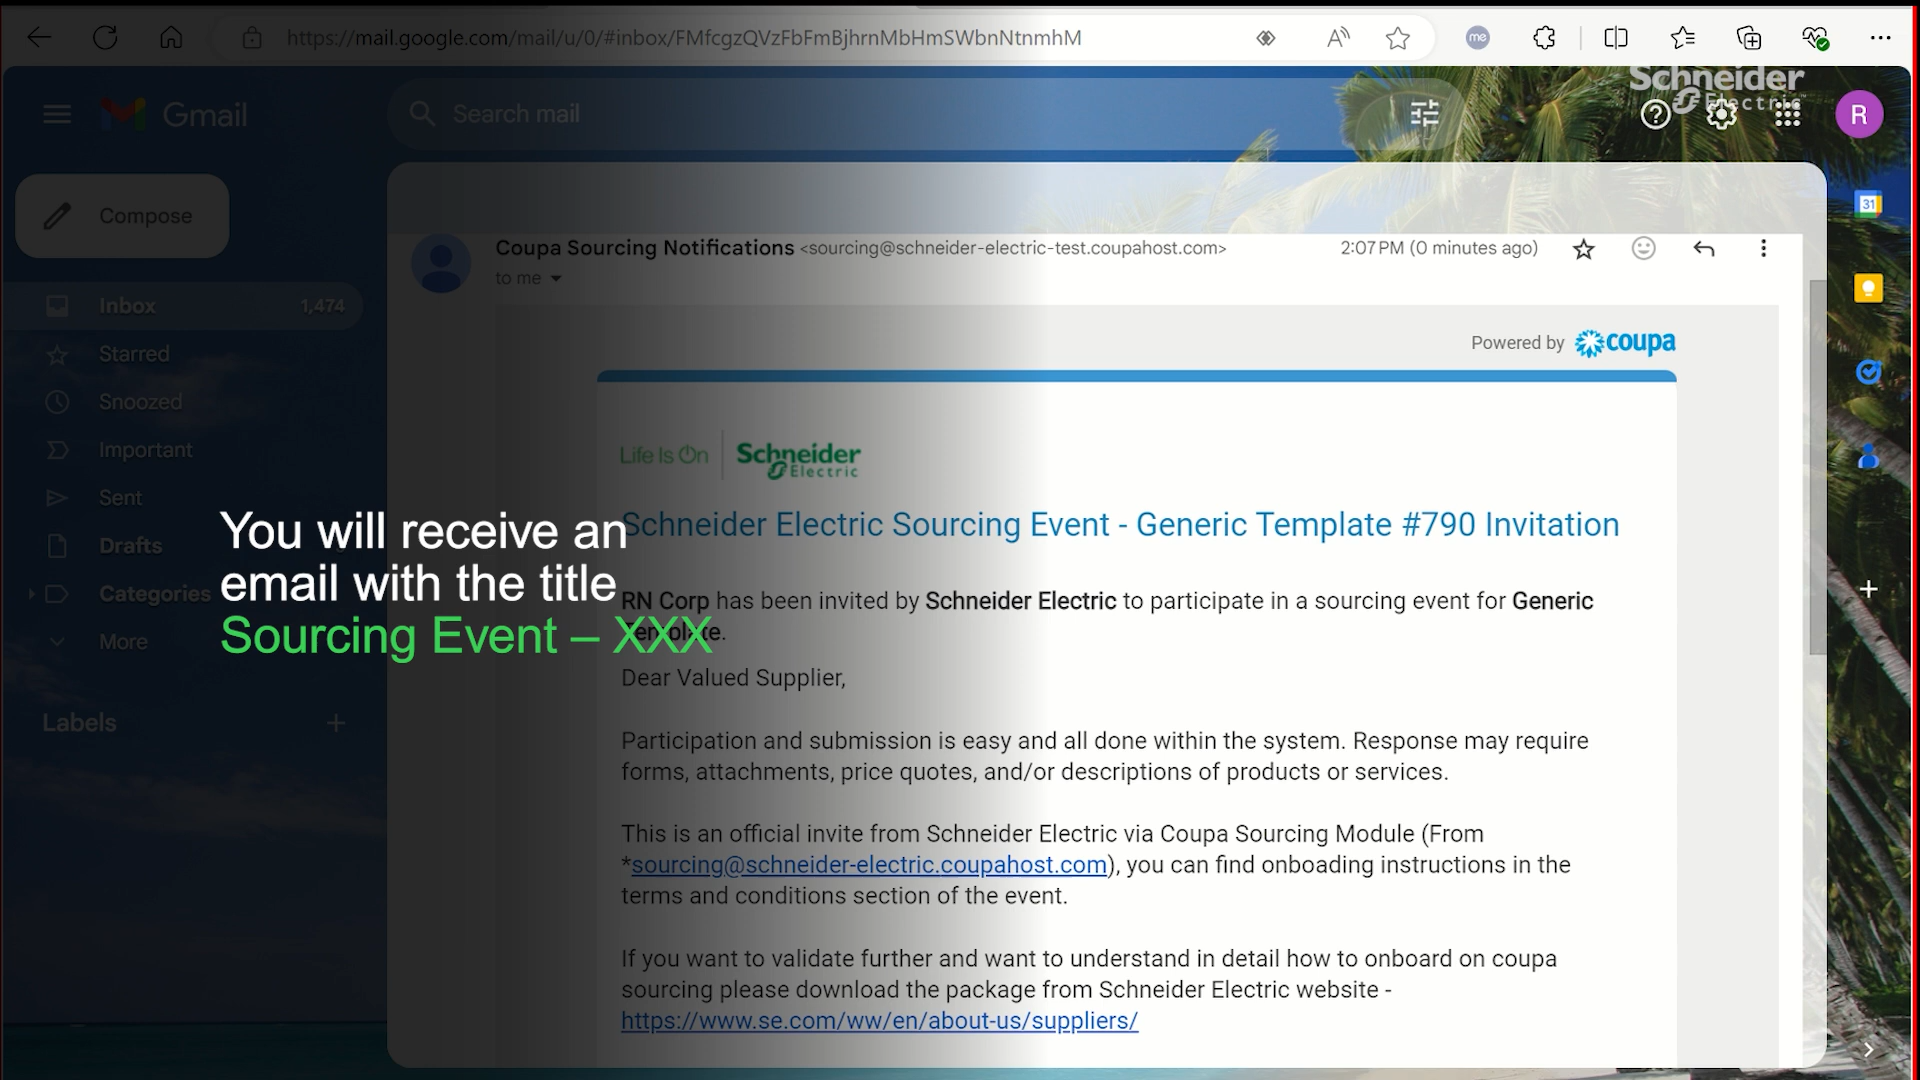 https://mail.google.com/mail/u/0/#inbox/FMfcgzQVzFbFmBjhrnMbHmSWbnNtnmhM
me
Schneider
Electric
Gmail
Search mail
R
Compose
31
Coupa Sourcing Notifications <sourcing@schneider-electric-test.coupahost.com>
2:07 PM (0 minutes ago)
to me
Inbox 1,474
Starred
Snoozed
Important
Sent
Drafts
Categories
More
Labels
Powered by coupa
Life Is On Schneider
Electric
Schneider Electric Sourcing Event - Generic Template #790 Invitation
You will receive an
email with the title
Sourcing Event – XXX
RN Corp has been invited by Schneider Electric to participate in a sourcing event for Generic
Template.
Dear Valued Supplier,
Participation and submission is easy and all done within the system. Response may require
forms, attachments, price quotes, and/or descriptions of products or services.
This is an official invite from Schneider Electric via Coupa Sourcing Module (From
*sourcing@schneider-electric.coupahost.com), you can find onboading instructions in the
terms and conditions section of the event.
If you want to validate further and want to understand in detail how to onboard on coupa
sourcing please download the package from Schneider Electric website -
https://www.se.com/ww/en/about-us/suppliers/